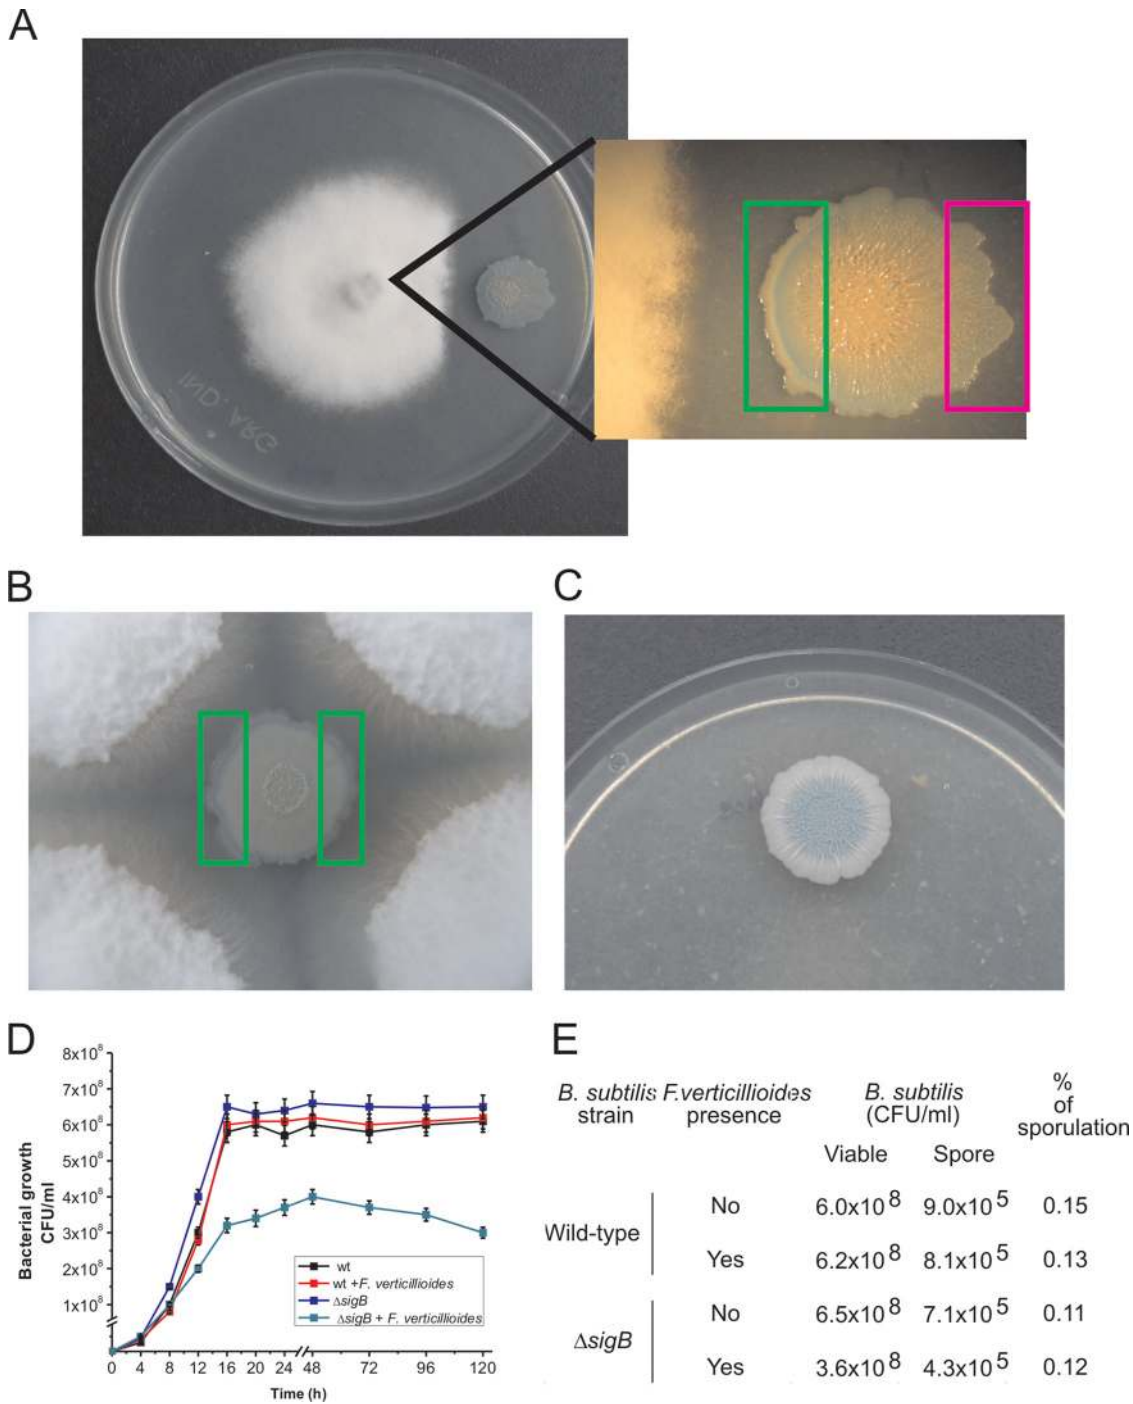 A
IND. ARG
B
C
D
8x10⁸
7x10⁸
6x10⁸
5x10⁸
4x10⁸
3x10⁸
2x10⁸
1x10⁸
Bacterial growth
CFU/ml
wt
wt +F. verticillioides
ΔsigB
ΔsigB + F. verticillioides
0 4 8 12 16 20 24 48 72 96 120
Time (h)
E
B. subtilis strain
F.verticillioides presence
B. subtilis (CFU/ml)
% of sporulation
Viable Spore
Wild-type
No 6.0x10⁸ 9.0x10⁵ 0.15
Yes 6.2x10⁸ 8.1x10⁵ 0.13
ΔsigB
No 6.5x10⁸ 7.1x10⁵ 0.11
Yes 3.6x10⁸ 4.3x10⁵ 0.12